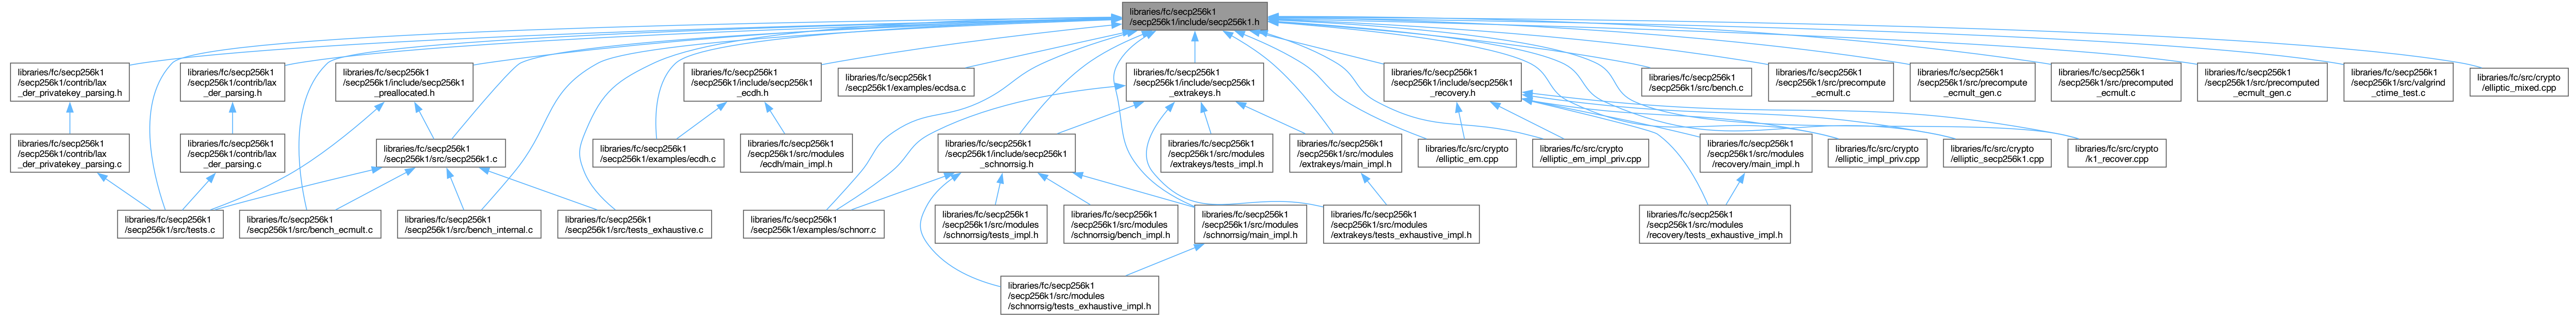 libraries/fc/secp256k1
/secp256k1/include/secp256k1.h
libraries/fc/secp256k1
/secp256k1/contrib/lax
_der_privatekey_parsing.h
libraries/fc/secp256k1
/secp256k1/contrib/lax
_der_parsing.h
libraries/fc/secp256k1
/secp256k1/include/secp256k1
_preallocated.h
libraries/fc/secp256k1
/secp256k1/include/secp256k1
_ecdh.h
libraries/fc/secp256k1
/secp256k1/examples/ecdsa.c
libraries/fc/secp256k1
/secp256k1/include/secp256k1
_extrakeys.h
libraries/fc/secp256k1
/secp256k1/include/secp256k1
_recovery.h
libraries/fc/secp256k1
/secp256k1/src/bench.c
libraries/fc/secp256k1
/secp256k1/src/precompute
_ecmult.c
libraries/fc/secp256k1
/secp256k1/src/precompute
_ecmult_gen.c
libraries/fc/secp256k1
/secp256k1/src/precomputed
_ecmult.c
libraries/fc/secp256k1
/secp256k1/src/precomputed
_ecmult_gen.c
libraries/fc/secp256k1
/secp256k1/src/valgrind
_ctime_test.c
libraries/fc/src/crypto
/elliptic_mixed.cpp
libraries/fc/secp256k1
/secp256k1/contrib/lax
_der_privatekey_parsing.c
libraries/fc/secp256k1
/secp256k1/contrib/lax
_der_parsing.c
libraries/fc/secp256k1
/secp256k1/src/secp256k1.c
libraries/fc/secp256k1
/secp256k1/examples/ecdh.c
libraries/fc/secp256k1
/secp256k1/src/modules
/ecdh/main_impl.h
libraries/fc/secp256k1
/secp256k1/include/secp256k1
_schnorrsig.h
libraries/fc/secp256k1
/secp256k1/src/modules
/extrakeys/tests_impl.h
libraries/fc/secp256k1
/secp256k1/src/modules
/extrakeys/main_impl.h
libraries/fc/src/crypto
/elliptic_em.cpp
libraries/fc/src/crypto
/elliptic_em_impl_priv.cpp
libraries/fc/secp256k1
/secp256k1/src/modules
/recovery/main_impl.h
libraries/fc/src/crypto
/elliptic_impl_priv.cpp
libraries/fc/src/crypto
/elliptic_secp256k1.cpp
libraries/fc/src/crypto
/k1_recover.cpp
libraries/fc/secp256k1
/secp256k1/src/tests.c
libraries/fc/secp256k1
/secp256k1/src/bench_ecmult.c
libraries/fc/secp256k1
/secp256k1/src/bench_internal.c
libraries/fc/secp256k1
/secp256k1/src/tests_exhaustive.c
libraries/fc/secp256k1
/secp256k1/examples/schnorr.c
libraries/fc/secp256k1
/secp256k1/src/modules
/schnorrsig/tests_impl.h
libraries/fc/secp256k1
/secp256k1/src/modules
/schnorrsig/bench_impl.h
libraries/fc/secp256k1
/secp256k1/src/modules
/schnorrsig/main_impl.h
libraries/fc/secp256k1
/secp256k1/src/modules
/extrakeys/tests_exhaustive_impl.h
libraries/fc/secp256k1
/secp256k1/src/modules
/recovery/tests_exhaustive_impl.h
libraries/fc/secp256k1
/secp256k1/src/modules
/schnorrsig/tests_exhaustive_impl.h